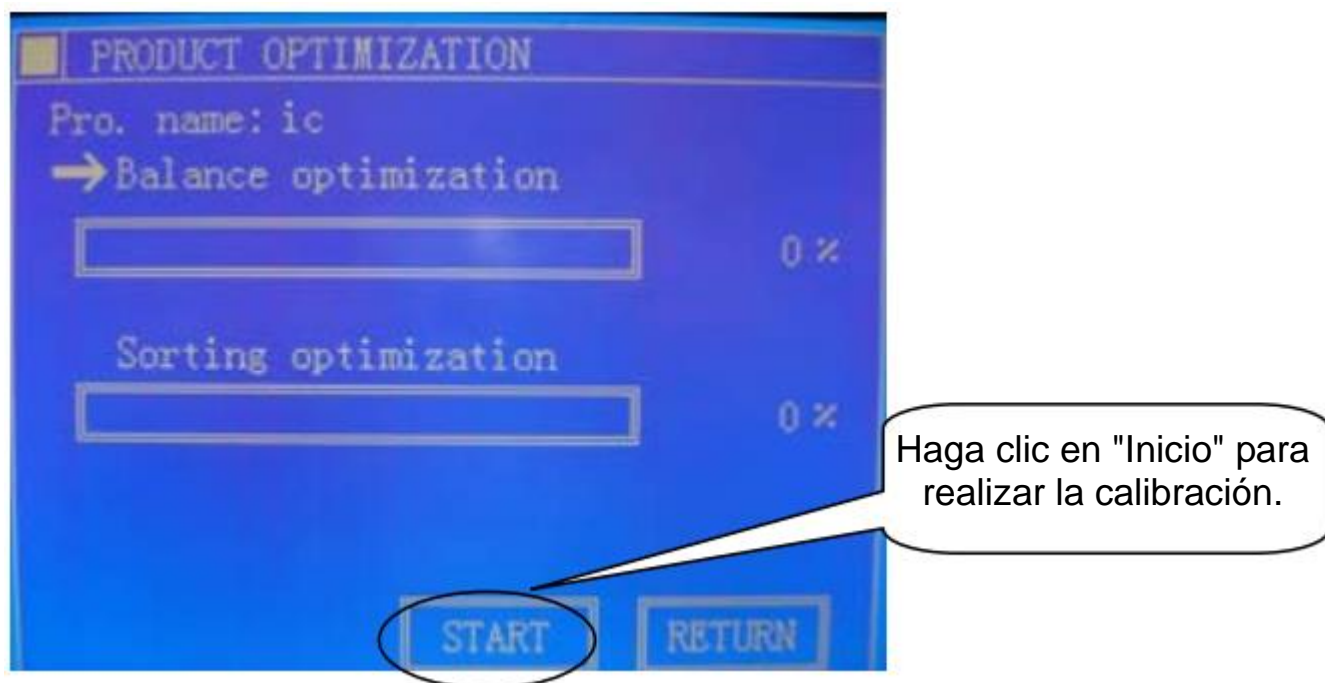 PRODUCT OPTIMIZATION
Pro. name: ic
→Balance optimization
0 %
Sorting optimization
0 %
Haga clic en "Inicio" para
realizar la calibración.
START RETURN